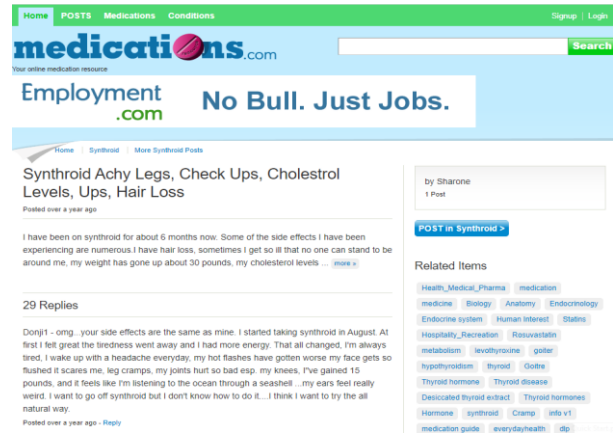 Home POSTS Medications Conditions
Signup | Login
medications.com
Search
Your online medication resource
Employment
.com
No Bull. Just Jobs.
Home | Synthroid | More Synthroid Posts
Synthroid Achy Legs, Check Ups, Cholestrol
Levels, Ups, Hair Loss
Posted over a year ago
I have been on synthroid for about 6 months now. Some of the side effects I have been
experiencing are numerous.I have hair loss, sometimes I get so ill that no one can stand to be
around me, my weight has gone up about 30 pounds, my cholesterol levels ... more »
29 Replies
Donji1 - omg...your side effects are the same as mine. I started taking synthroid in August. At
first I felt great the tiredness went away and I had more energy. That all changed, I'm always
tired, I wake up with a headache everyday, my hot flashes have gotten worse my face gets so
flushed it scares me, leg cramps, my joints hurt so bad esp. my knees, I've gained 15
pounds, and it feels like I'm listening to the ocean through a seashell ...my ears feel really
weird. I want to go off synthroid but I don't know how to do it....I think I want to try the all
natural way.
Posted over a year ago - Reply
by Sharone
1 Post
POST in Synthroid >
Related Items
Health_Medical_Pharma medication
medicine Biology Anatomy Endocrinology
Endocrine system Human Interest Statins
Hospitality_Recreation Rosuvastatin
metabolism levothyroxine goiter
hypothyroidism thyroid Goitre
Thyroid hormone Thyroid disease
Desiccated thyroid extract Thyroid hormones
Hormone synthroid Cramp info v1
medication guide everydayhealth dlp